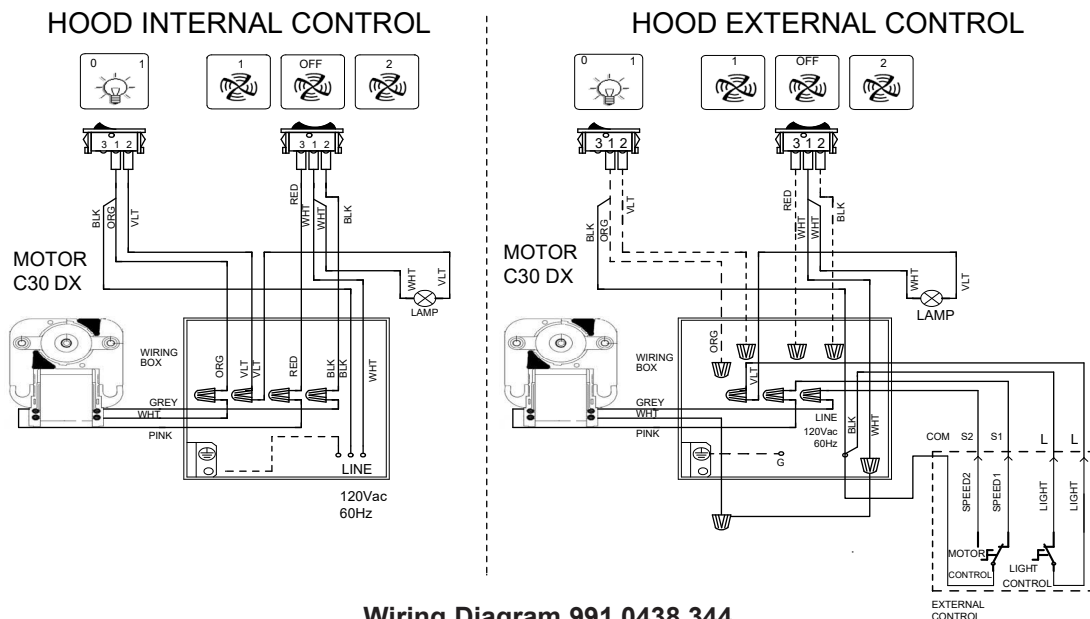 HOOD INTERNAL CONTROL
0 1
1
OFF
2
3 1 2
3 1 2
BLK
ORG
VLT
RED
WHT
WHT
BLK
MOTOR
C30 DX
WHT
VLT
LAMP
WIRING
BOX
ORG
VLT
VLT
RED
BLK
BLK
WHT
GREY
WHT
PINK
LINE
120Vac
60Hz
HOOD EXTERNAL CONTROL
0 1
1
OFF
2
3 1 2
3 1 2
BLK
ORG
VLT
RED
WHT
WHT
BLK
MOTOR
C30 DX
WHT
VLT
LAMP
WIRING
BOX
ORG
VLT
GREY
WHT
PINK
LINE
120Vac
60Hz
BLK
WHT
G
COM S2 S1 L L
SPEED2
SPEED1
LIGHT
LIGHT
MOTOR
CONTROL
LIGHT
CONTROL
EXTERNAL
CONTROL
Wiring Diagram 991.0438.344